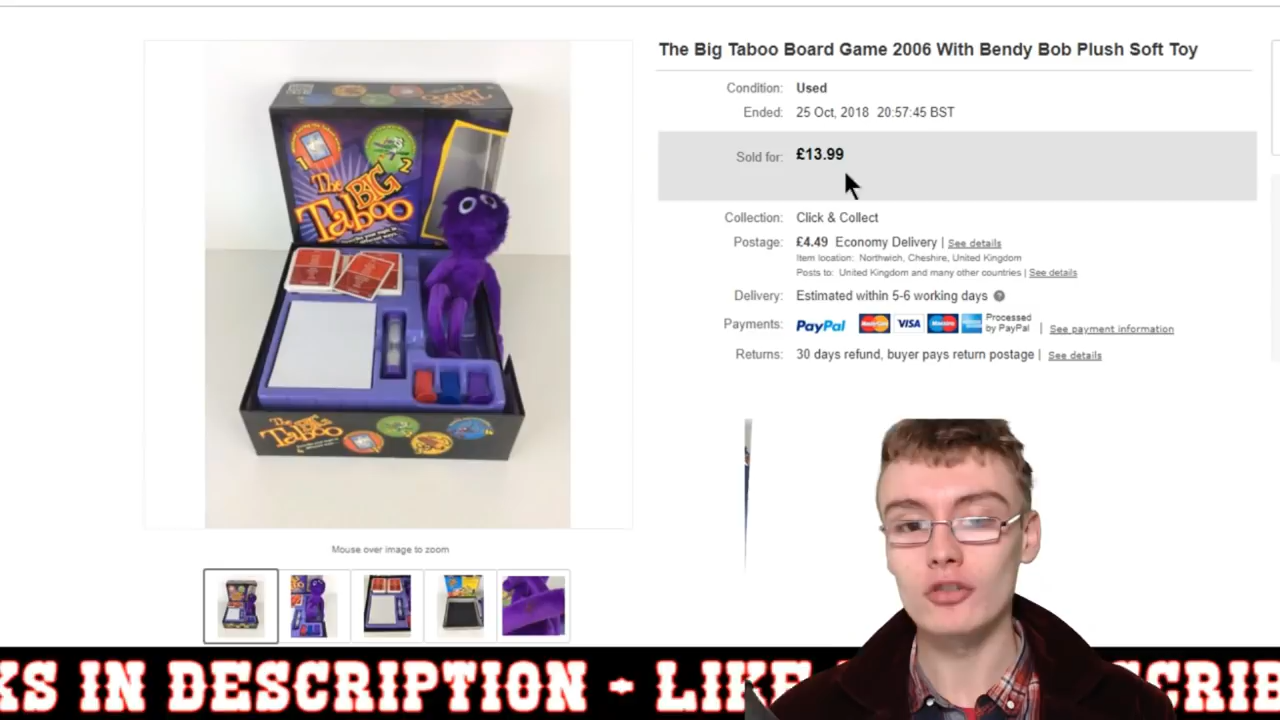 The Big Taboo Board Game 2006 With Bendy Bob Plush Soft Toy
Condition: Used
Ended: 25 Oct, 2018 20:57:45 BST
Sold for: £13.99
Collection: Click & Collect
Postage: £4.49 Economy Delivery | See details
Item location: Northwich, Cheshire, United Kingdom
Posts to: United Kingdom and many other countries | See details
Delivery: Estimated within 5-6 working days
Payments: PayPal VISA Processed by PayPal | See payment information
Returns: 30 days refund, buyer pays return postage | See details
1
2
The BIG
Taboo
The BIG
Taboo
Mouse over image to zoom
KS IN DESCRIPTION - LIKE SCRIB